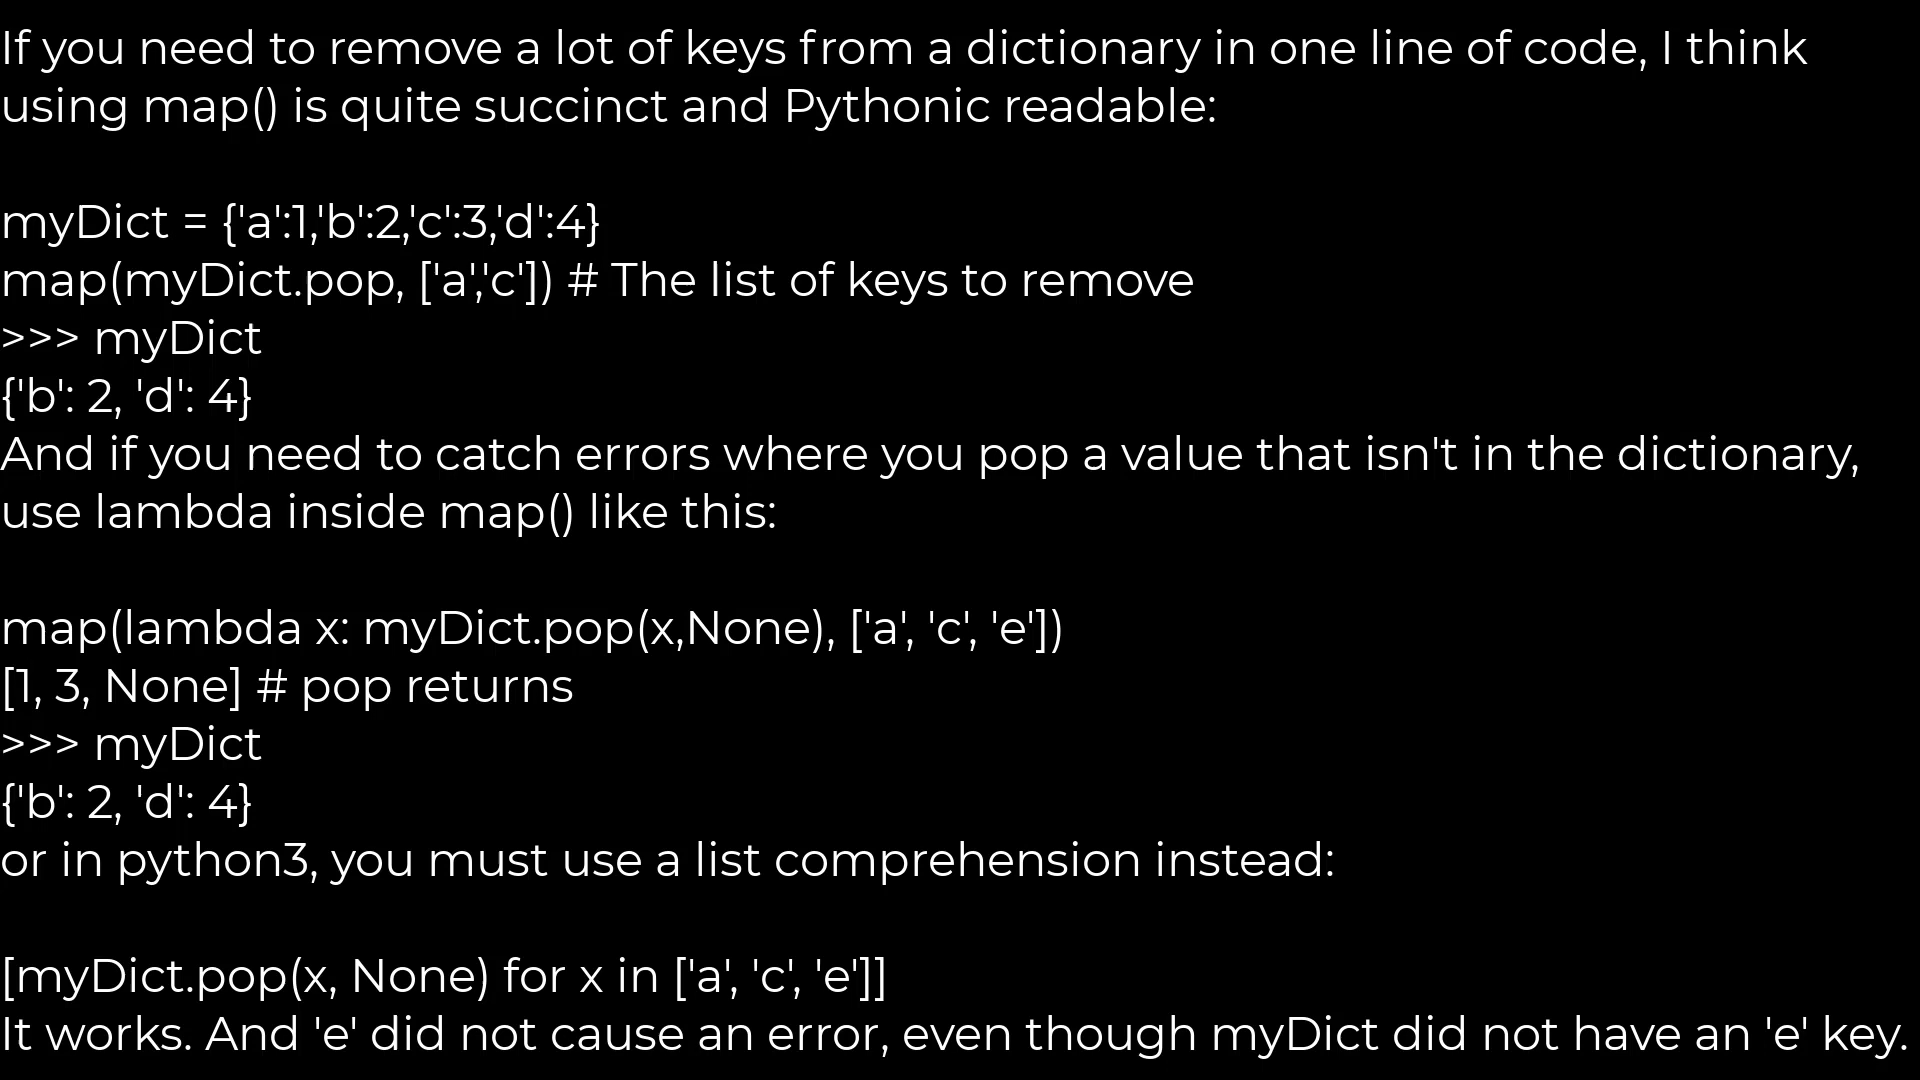 If you need to remove a lot of keys from a dictionary in one line of code, I think
using map() is quite succinct and Pythonic readable:
myDict = {'a':1,'b':2,'c':3,'d':4}
map(myDict.pop, ['a','c']) # The list of keys to remove
>>> myDict
{'b': 2, 'd': 4}
And if you need to catch errors where you pop a value that isn't in the dictionary,
use lambda inside map() like this:
map(lambda x: myDict.pop(x,None), ['a', 'c', 'e'])
[1, 3, None] # pop returns
>>> myDict
{'b': 2, 'd': 4}
or in python3, you must use a list comprehension instead:
[myDict.pop(x, None) for x in ['a', 'c', 'e']]
It works. And 'e' did not cause an error, even though myDict did not have an 'e' key.